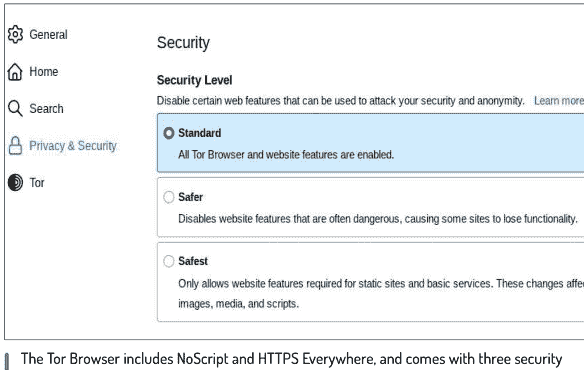 General
Home
Search
Privacy & Security
Tor
Security
Security Level
Disable certain web features that can be used to attack your security and anonymity. Learn more
Standard
All Tor Browser and website features are enabled.
Safer
Disables website features that are often dangerous, causing some sites to lose functionality.
Safest
Only allows website features required for static sites and basic services. These changes affe
images, media, and scripts.
The Tor Browser includes NoScript and HTTPS Everywhere, and comes with three security